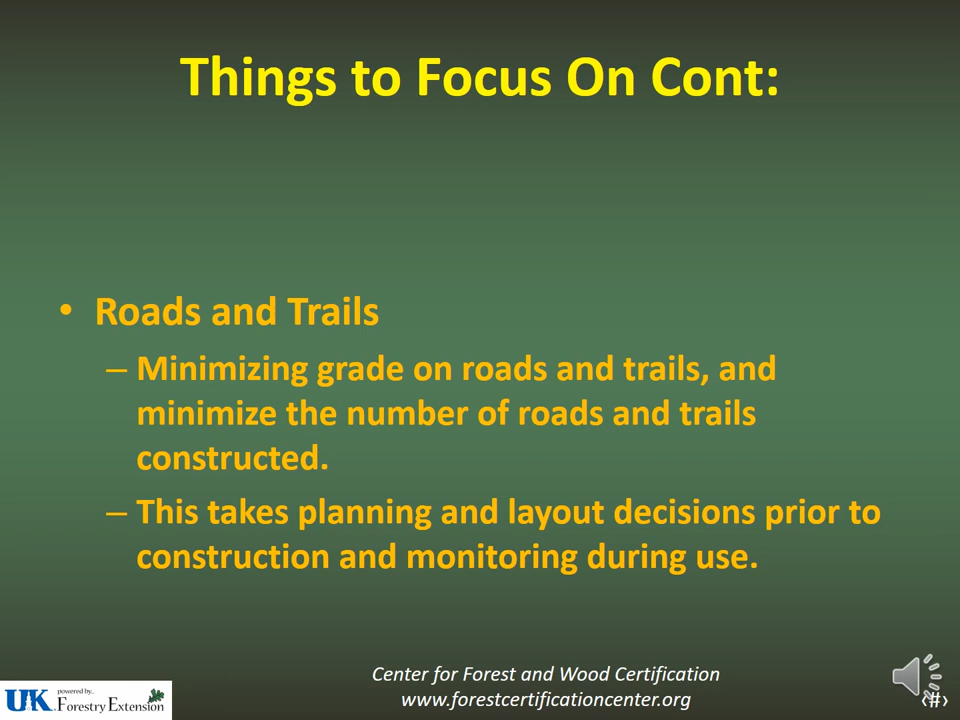 Things to Focus On Cont:
• Roads and Trails
– Minimizing grade on roads and trails, and
minimize the number of roads and trails
constructed.
– This takes planning and layout decisions prior to
construction and monitoring during use.
Center for Forest and Wood Certification
www.forestcertificationcenter.org
powered by..
UK Forestry Extension
‹#›